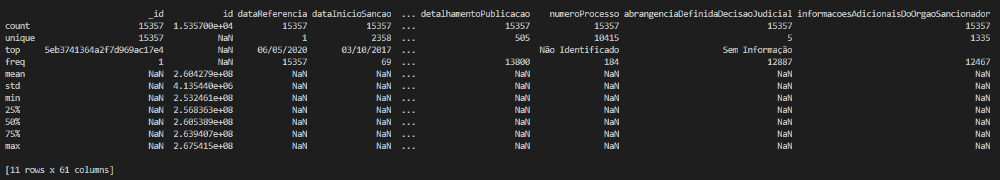 _id id dataReferencia dataInicioSancao ... detalhamentoPublicacao numeroProcesso abrangenciaDefinidaDecisaoJudicial informacoesAdicionaisDoOrgaoSancionador
count 15357 1.535700e+04 15357 15357 ... 15357 15357 15357 15357
unique 15357 NaN 1 2358 ... 505 10415 5 1335
top 5eb3741364a2f7d969ac17e4 NaN 06/05/2020 03/10/2017 ... Não Identificado Sem Informação
freq 1 NaN 15357 69 ... 13800 184 12887 12467
mean NaN 2.604279e+08 NaN NaN ... NaN NaN NaN NaN
std NaN 4.135440e+06 NaN NaN ... NaN NaN NaN NaN
min NaN 2.532461e+08 NaN NaN ... NaN NaN NaN NaN
25% NaN 2.568363e+08 NaN NaN ... NaN NaN NaN NaN
50% NaN 2.605389e+08 NaN NaN ... NaN NaN NaN NaN
75% NaN 2.639407e+08 NaN NaN ... NaN NaN NaN NaN
max NaN 2.675415e+08 NaN NaN ... NaN NaN NaN NaN
[11 rows x 61 columns]